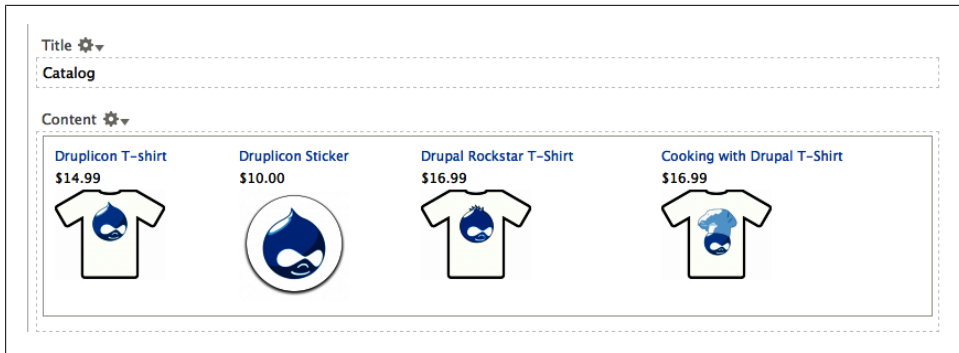 Title
Catalog
Content
Druplicon T-shirt Druplicon Sticker Drupal Rockstar T-Shirt Cooking with Drupal T-Shirt
$14.99 $10.00 $16.99 $16.99